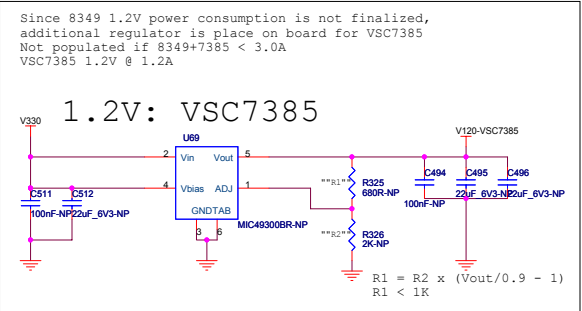 Since 8349 1.2V power consumption is not finalized,
additional regulator is place on board for VSC7385
Not populated if 8349+7385 < 3.0A
VSC7385 1.2V @ 1.2A
1.2V: VSC7385
V330
V120-VSC7385
U69
2 Vin Vout 5
4 Vbias ADJ 1
GNDTAB
3 6
MIC49300BR-NP
C511
100nF-NP
C512
22uF_6V3-NP
""R1""
R325
680R-NP
""R2""
R326
2K-NP
C494
100nF-NP
C495
22uF_6V3-NP
C496
22uF_6V3-NP
R1 = R2 x (Vout/0.9 - 1)
R1 < 1K